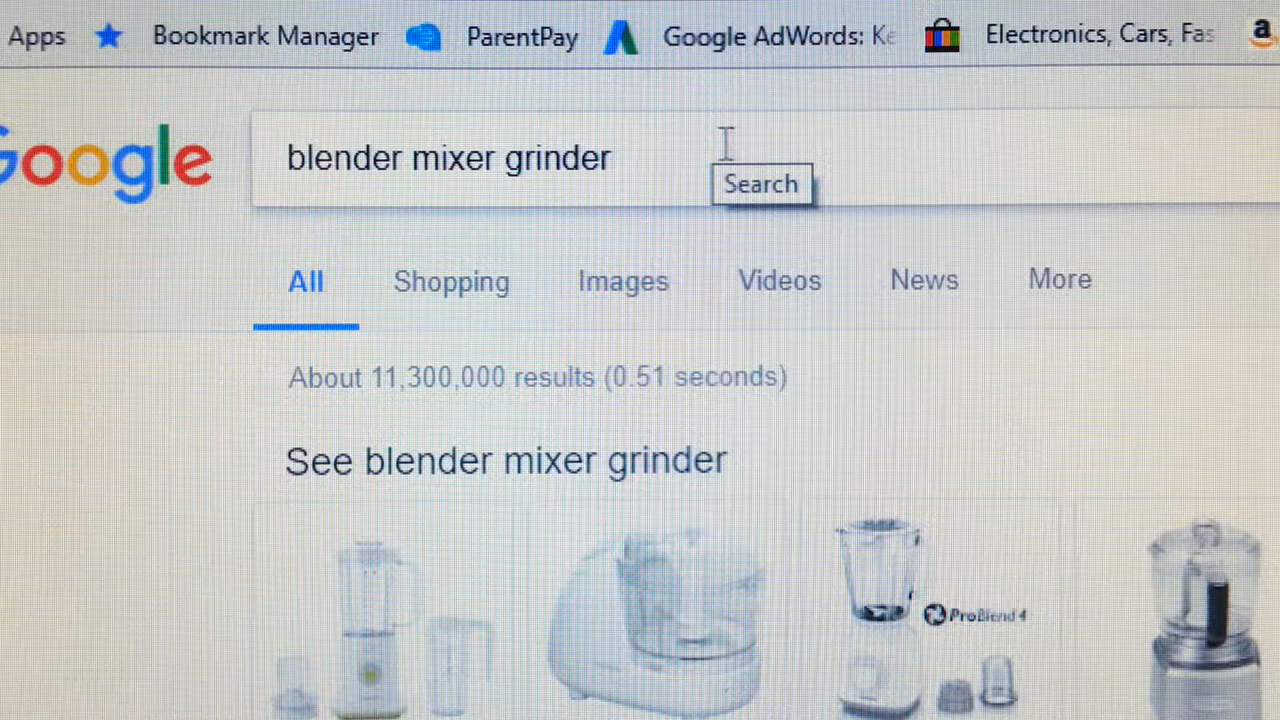 Apps Bookmark Manager ParentPay Google AdWords: Ke Electronics, Cars, Fas
Google blender mixer grinder
Search
All Shopping Images Videos News More
About 11,300,000 results (0.51 seconds)
See blender mixer grinder
ProBlend 4